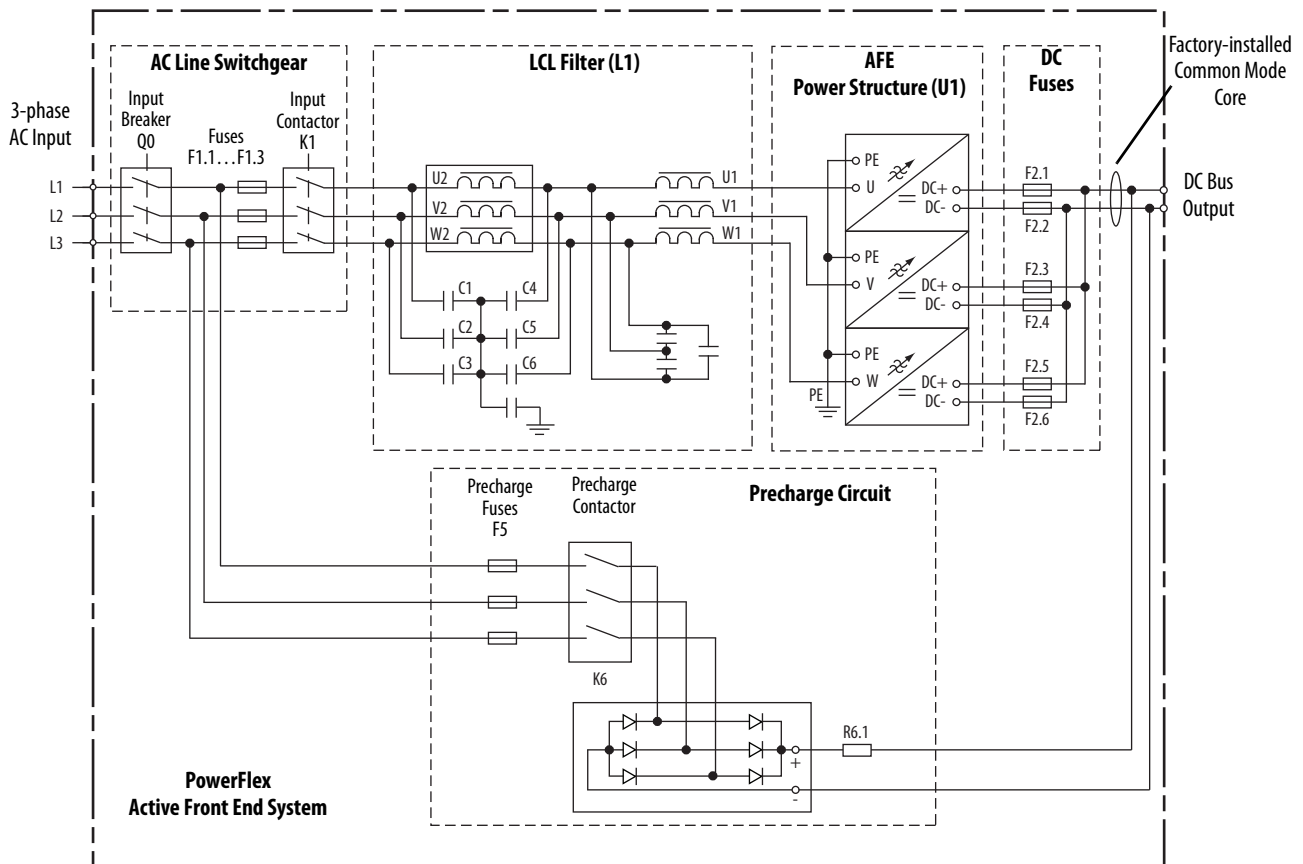 AC Line Switchgear
LCL Filter (L1)
AFE
Power Structure (U1)
DC
Fuses
Factory-installed
Common Mode
Core
3-phase
AC Input
Input
Breaker
Q0
Fuses
F1.1...F1.3
Input
Contactor
K1
L1
L2
L3
U2
V2
W2
U1
V1
W1
C1
C4
C2
C5
C3
C6
PE
U
DC+
DC-
PE
V
DC+
DC-
PE
W
DC+
DC-
PE
F2.1
F2.2
F2.3
F2.4
F2.5
F2.6
DC Bus
Output
Precharge
Fuses
F5
Precharge
Contactor
Precharge Circuit
K6
R6.1
+
-
PowerFlex
Active Front End System